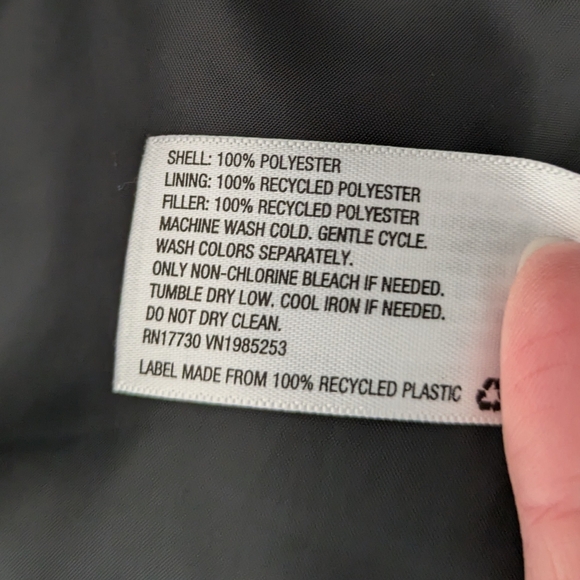 SHELL: 100% POLYESTER
LINING: 100% RECYCLED POLYESTER
FILLER: 100% RECYCLED POLYESTER
MACHINE WASH COLD. GENTLE CYCLE.
WASH COLORS SEPARATELY.
ONLY NON-CHLORINE BLEACH IF NEEDED.
TUMBLE DRY LOW. COOL IRON IF NEEDED.
DO NOT DRY CLEAN.
RN17730 VN1985253
LABEL MADE FROM 100% RECYCLED PLASTIC